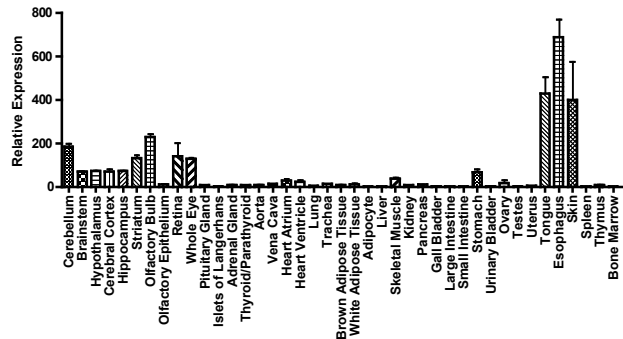 Relative Expression
800
600
400
200
0
Cerebellum
Brainstem
Hypothalamus
Cerebral Cortex
Hippocampus
Striatum
Olfactory Bulb
Olfactory Epithelium
Retina
Whole Eye
Pituitary Gland
Islets of Langerhans
Adrenal Gland
Thyroid/Parathyroid
Aorta
Vena Cava
Heart Atrium
Heart Ventricle
Lung
Trachea
Brown Adipose Tissue
White Adipose Tissue
Adipocyte
Liver
Skeletal Muscle
Kidney
Pancreas
Gall Bladder
Large Intestine
Small Intestine
Stomach
Urinary Bladder
Ovary
Testes
Uterus
Tongue
Esophagus
Skin
Spleen
Thymus
Bone Marrow